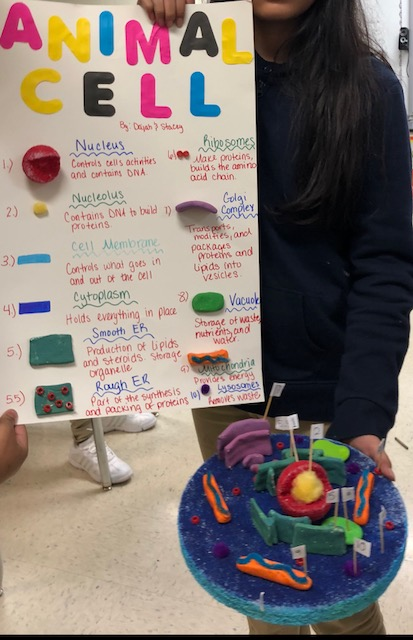 ANIMAL
CELL
By: Daijah & Stacey
1.) Nucleus
Controls cells activities
and contains DNA
2.) Nucleolus
Contains DNA to build
proteins.
3.) Cell Membrane
Controls what goes in
and out of the cell
4.) Cytoplasm
Holds everything in place
5.) Smooth ER
Production of lipids
and steroids storage
organelle
55) Rough ER
Part of the synthesis
and packing of proteins
6.) Ribosomes
Make proteins,
builds the amino
acid chain.
7.) Golgi
Complex
Transports,
modifies, and
packages
proteins and
lipids into
vesicles.
8.) Vacuole
Storage of waste,
nutrients and
water
9.) Mitochondria
Provides energy
10.) Lysosomes
Removes waste